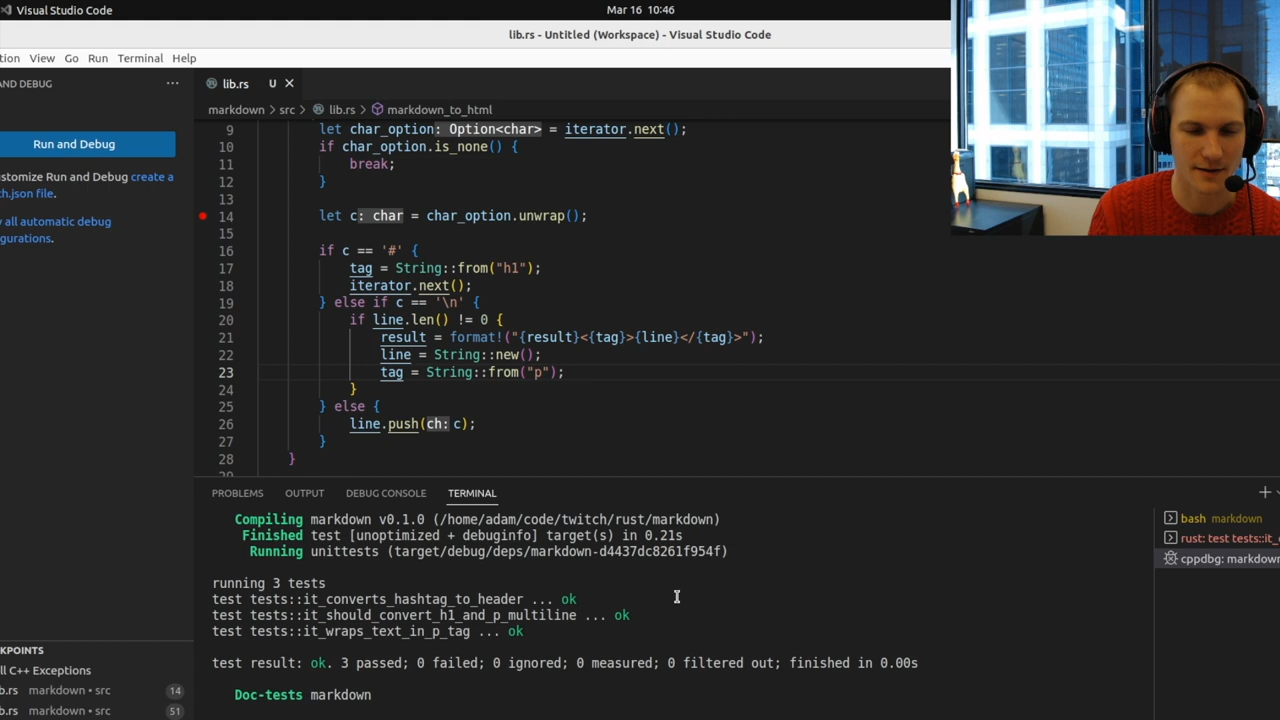 Visual Studio Code
Mar 16 10:46
lib.rs - Untitled (Workspace) - Visual Studio Code
tion View Go Run Terminal Help
AND DEBUG ···
lib.rs U
markdown > src > lib.rs > markdown_to_html
Run and Debug
ustomize Run and Debug create a
ch.json file.
w all automatic debug
gurations.
9 let char_option: Option<char> = iterator.next();
10 if char_option.is_none() {
11 break;
12 }
13
14 let c: char = char_option.unwrap();
15
16 if c == '#' {
17 tag = String::from("h1");
18 iterator.next();
19 } else if c == '\n' {
20 if line.len() != 0 {
21 result = format!("{result}<{tag}>{line}</{tag}>");
22 line = String::new();
23 tag = String::from("p");
24 }
25 } else {
26 line.push(ch: c);
27 }
28 }
PROBLEMS OUTPUT DEBUG CONSOLE TERMINAL
Compiling markdown v0.1.0 (/home/adam/code/twitch/rust/markdown)
Finished test [unoptimized + debuginfo] target(s) in 0.21s
Running unittests (target/debug/deps/markdown-d4437dc8261f954f)
running 3 tests
test tests::it_converts_hashtag_to_header ... ok
test tests::it_should_convert_h1_and_p_multiline ... ok
test tests::it_wraps_text_in_p_tag ... ok
test result: ok. 3 passed; 0 failed; 0 ignored; 0 measured; 0 filtered out; finished in 0.00s
Doc-tests markdown
bash markdown
rust: test tests::it_c
cppdbg: markdown
KPOINTS
ll C++ Exceptions
b.rs markdown • src 14
b.rs markdown • src 51